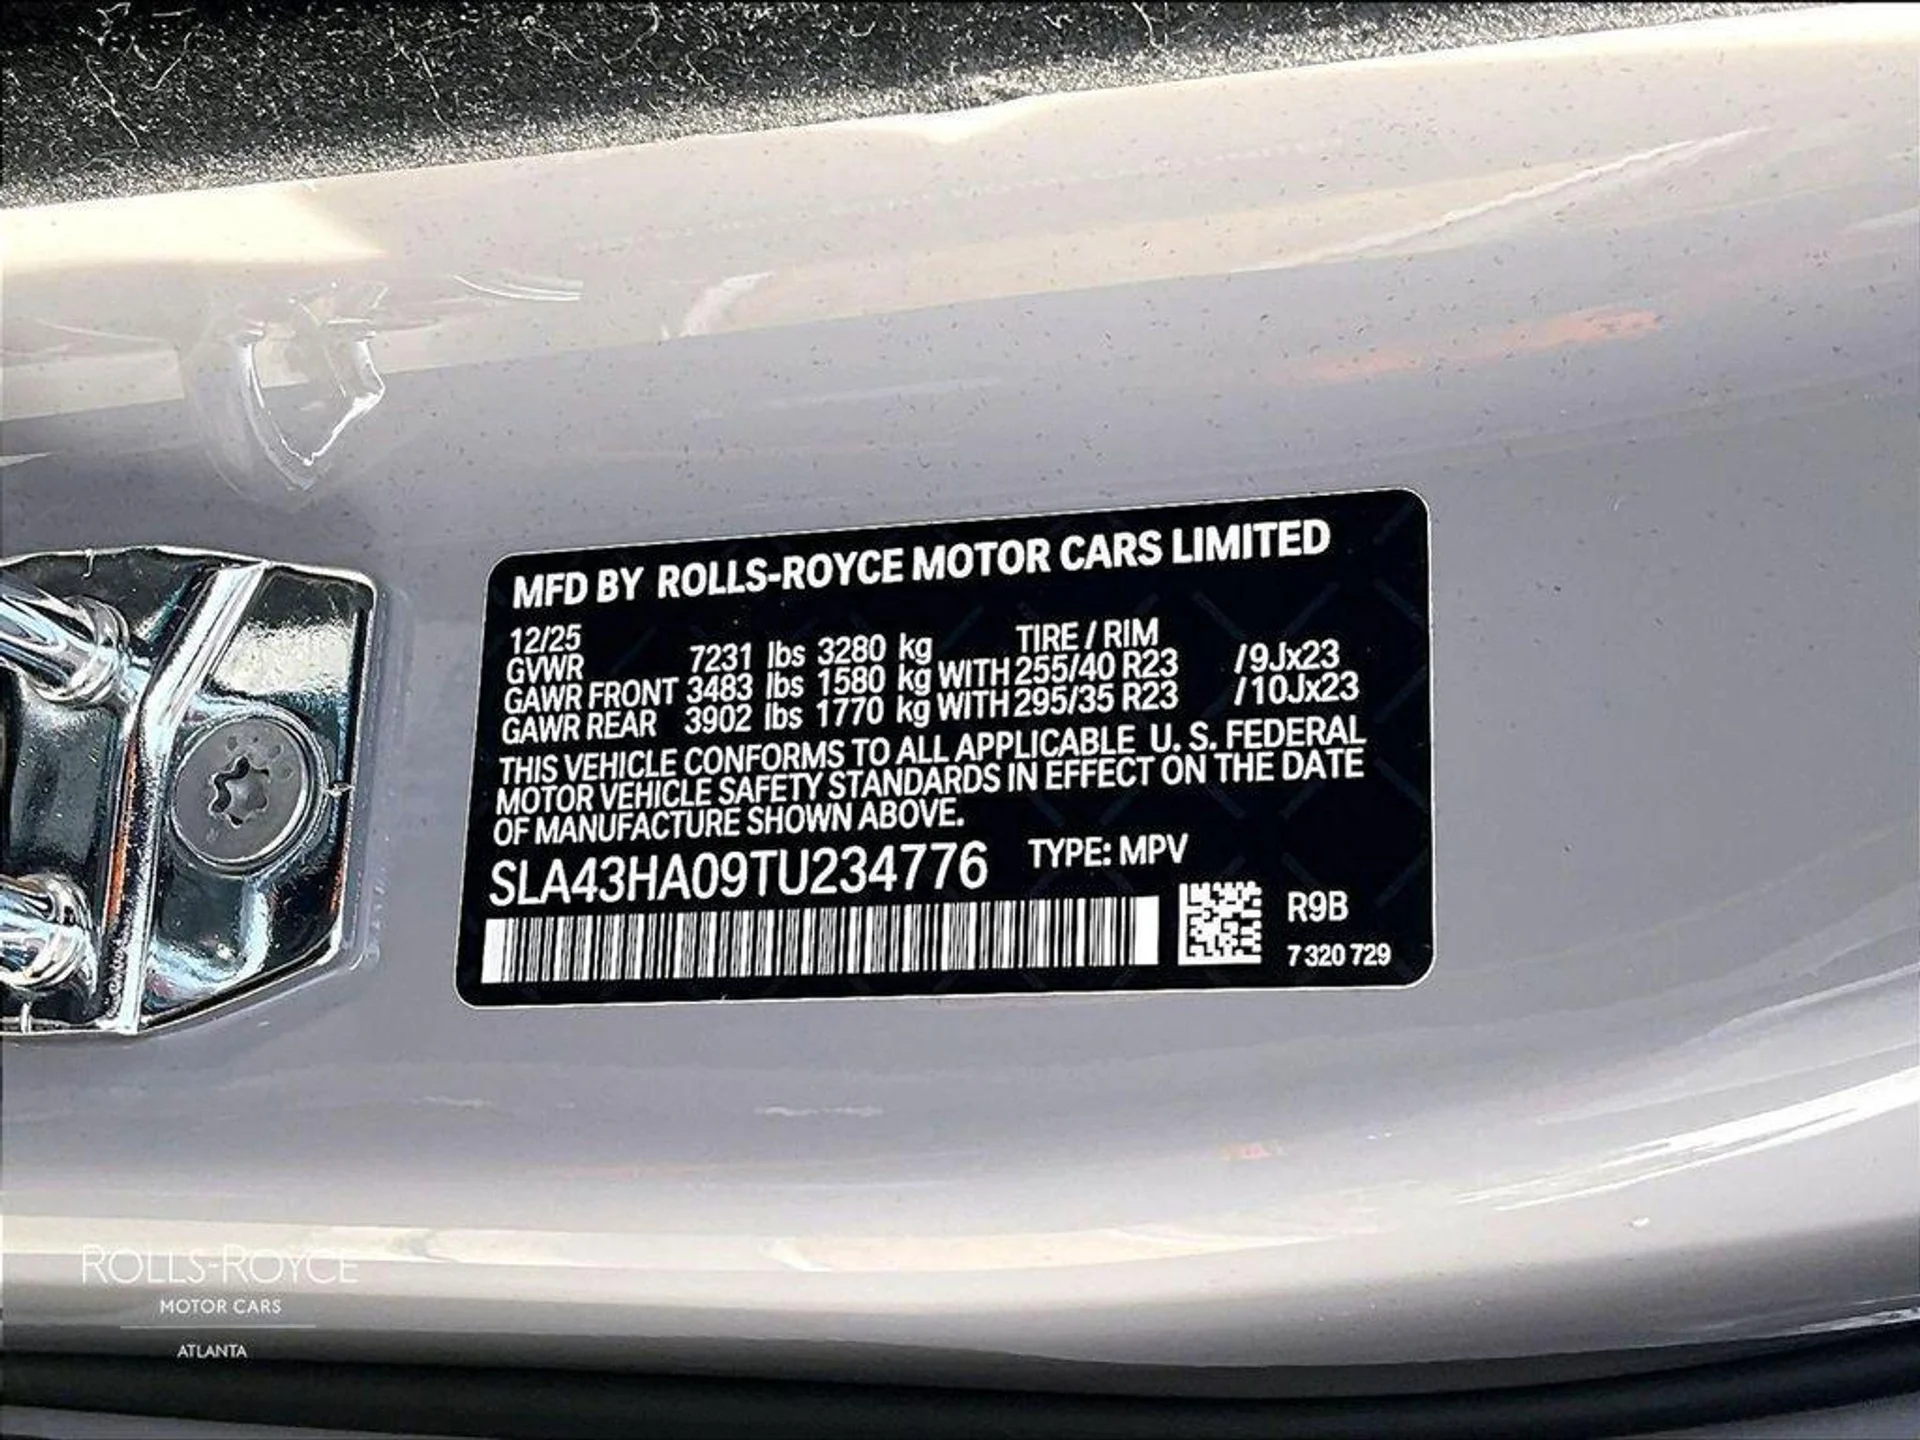 MFD BY ROLLS-ROYCE MOTOR CARS LIMITED
12/25 TIRE / RIM
GVWR 7231 lbs 3280 kg
GAWR FRONT 3483 lbs 1580 kg WITH 255/40 R23 /9Jx23
GAWR REAR 3902 lbs 1770 kg WITH 295/35 R23 /10Jx23
THIS VEHICLE CONFORMS TO ALL APPLICABLE U. S. FEDERAL
MOTOR VEHICLE SAFETY STANDARDS IN EFFECT ON THE DATE
OF MANUFACTURE SHOWN ABOVE.
SLA43HA09TU234776 TYPE: MPV
R9B
7 320 729
ROLLS-ROYCE
MOTOR CARS
ATLANTA